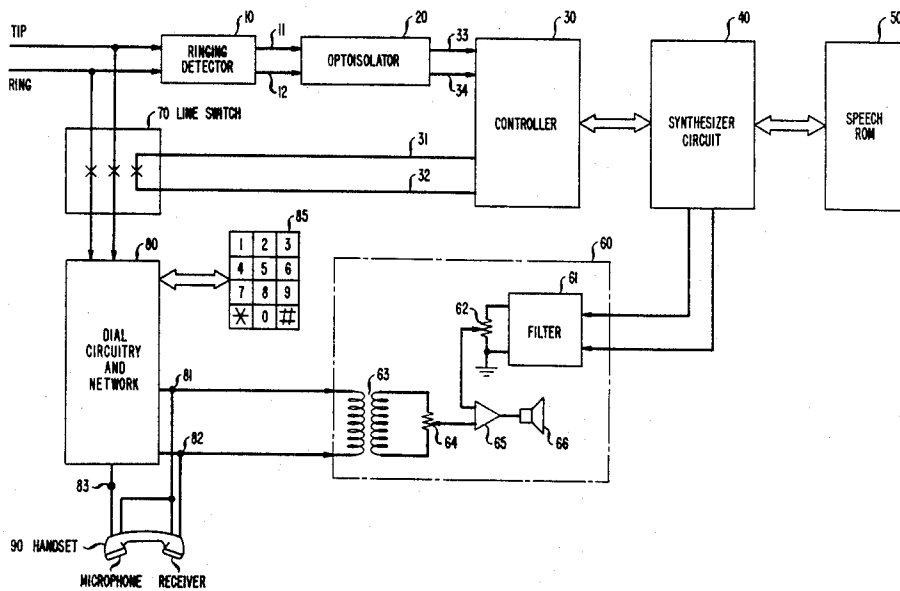 10
20
30
40
50
TIP
11
33
RINGING
DETECTOR
OPTOISOLATOR
RING
12
34
70 LINE SWITCH
CONTROLLER
SYNTHESIZER
CIRCUIT
SPEECH
ROM
31
32
80
85
1 2 3
4 5 6
7 8 9
* 0 #
60
61
62
FILTER
DIAL
CIRCUITRY
AND
NETWORK
81
63
64
65
66
82
83
90 HANDSET
MICROPHONE
RECEIVER